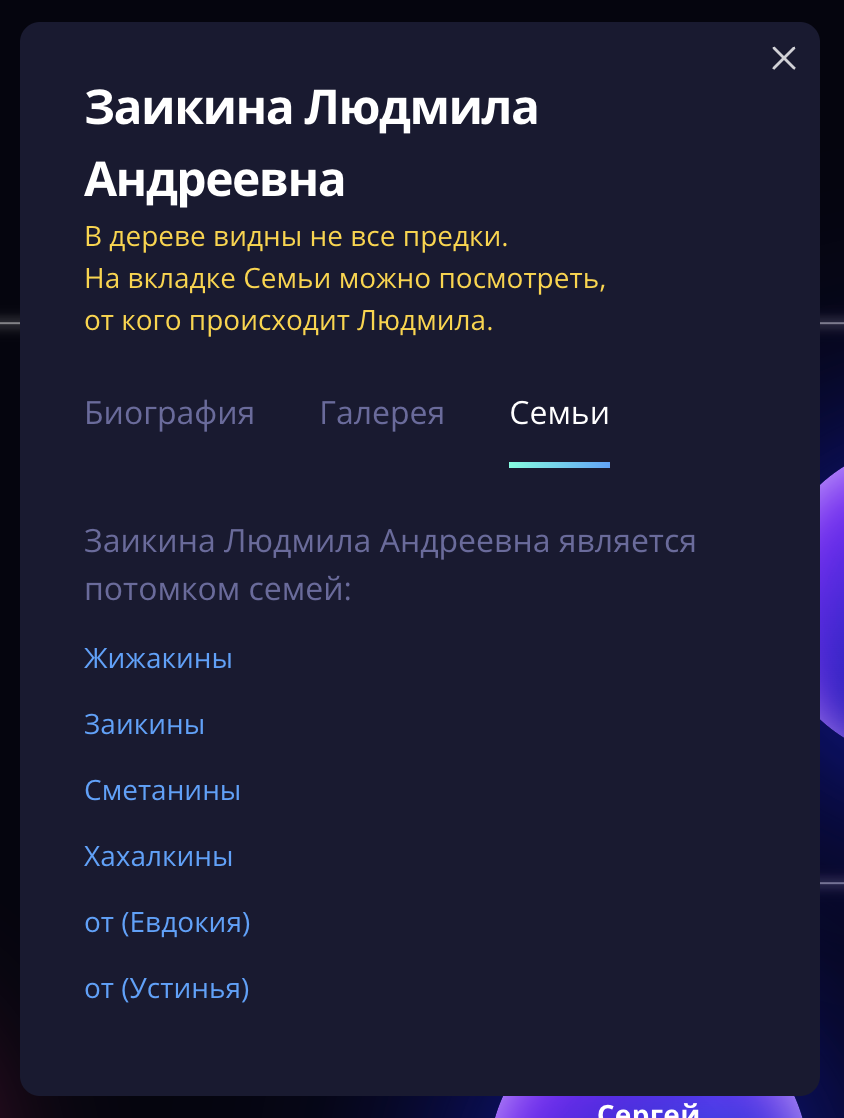 Заикина Людмила
Андреевна
В дереве видны не все предки.
На вкладке Семьи можно посмотреть,
от кого происходит Людмила.
Биография Галерея Семьи
Заикина Людмила Андреевна является
потомком семей:
Жижакины
Заикины
Сметанины
Хахалкины
от (Евдокия)
от (Устинья)
Сергей